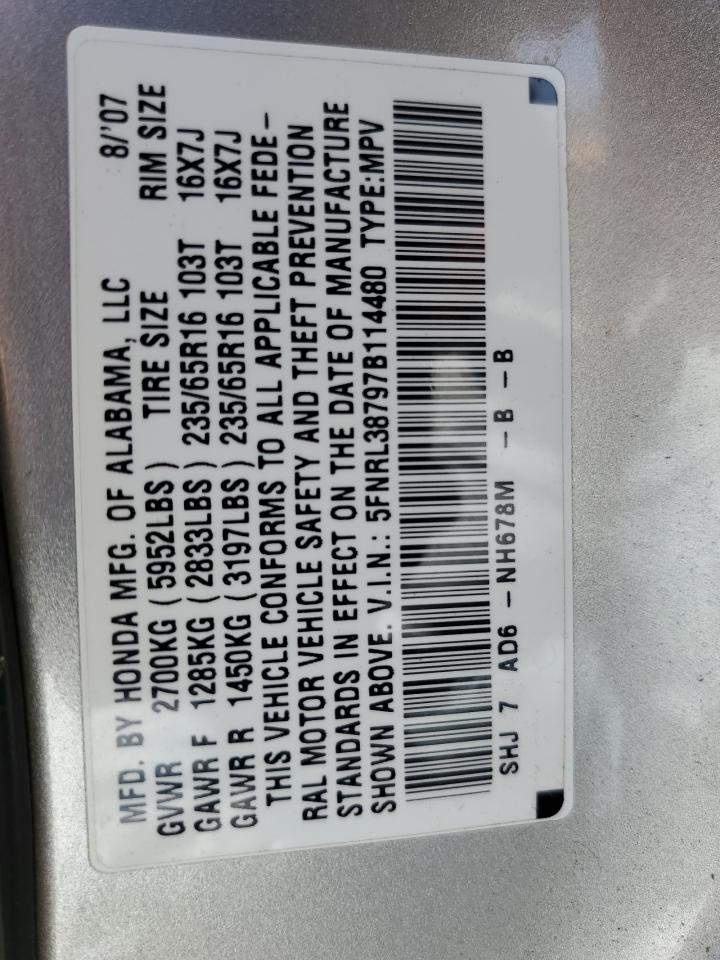 MFD. BY HONDA MFG. OF ALABAMA, LLC 8/'07
GVWR 2700KG ( 5952LBS ) TIRE SIZE RIM SIZE
GAWR F 1285KG ( 2833LBS ) 235/65R16 103T 16X7J
GAWR R 1450KG ( 3197LBS ) 235/65R16 103T 16X7J
THIS VEHICLE CONFORMS TO ALL APPLICABLE FEDE-
RAL MOTOR VEHICLE SAFETY AND THEFT PREVENTION
STANDARDS IN EFFECT ON THE DATE OF MANUFACTURE
SHOWN ABOVE. V.I.N.: 5FNRL38797B114480 TYPE:MPV
SHJ 7 AD6 -NH678M -B -B